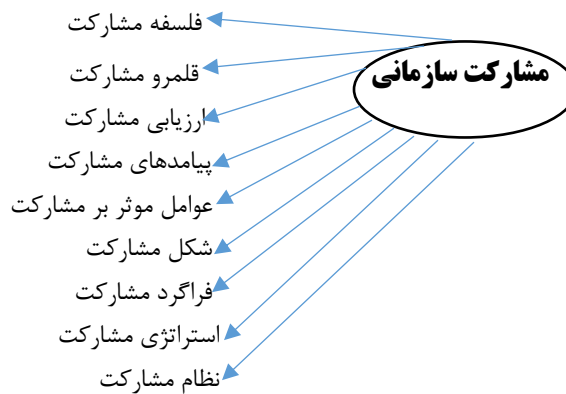 مشارکت سازمانی
فلسفه مشارکت
قلمرو مشارکت
ارزیابی مشارکت
پیامدهای مشارکت
عوامل موثر بر مشارکت
شکل مشارکت
فراگرد مشارکت
استراتژی مشارکت
نظام مشارکت